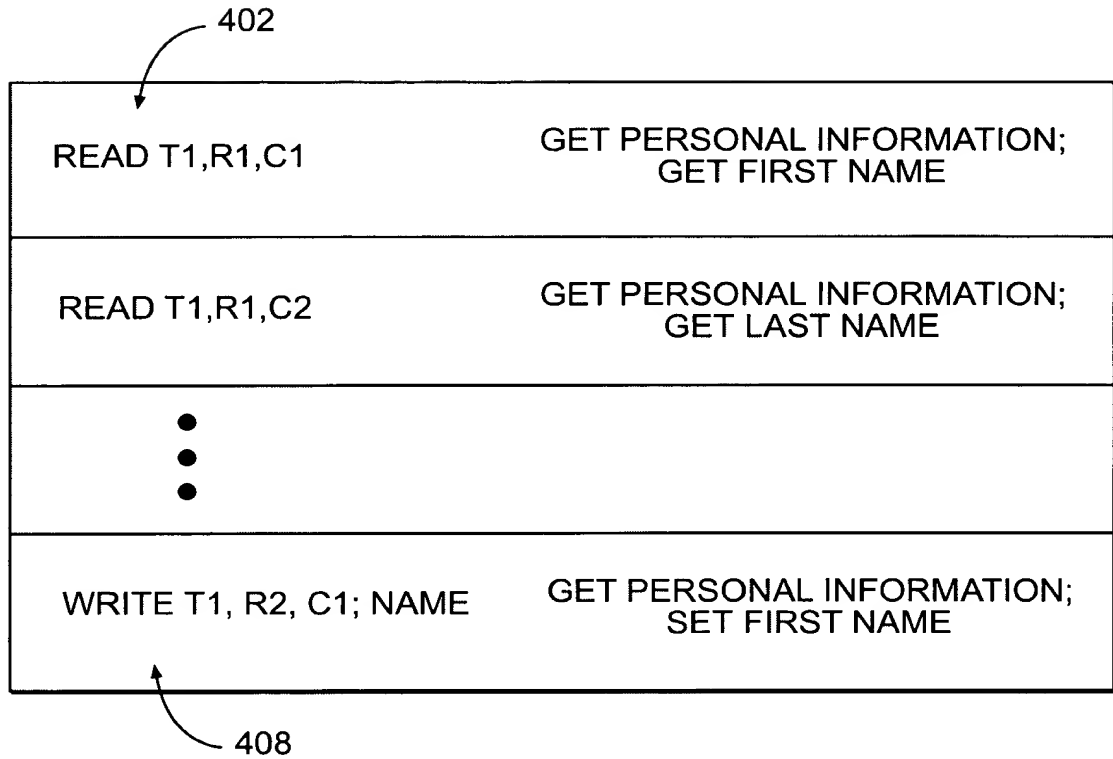 402
READ T1,R1,C1
GET PERSONAL INFORMATION;
GET FIRST NAME
READ T1,R1,C2
GET PERSONAL INFORMATION;
GET LAST NAME
WRITE T1, R2, C1; NAME
GET PERSONAL INFORMATION;
SET FIRST NAME
408